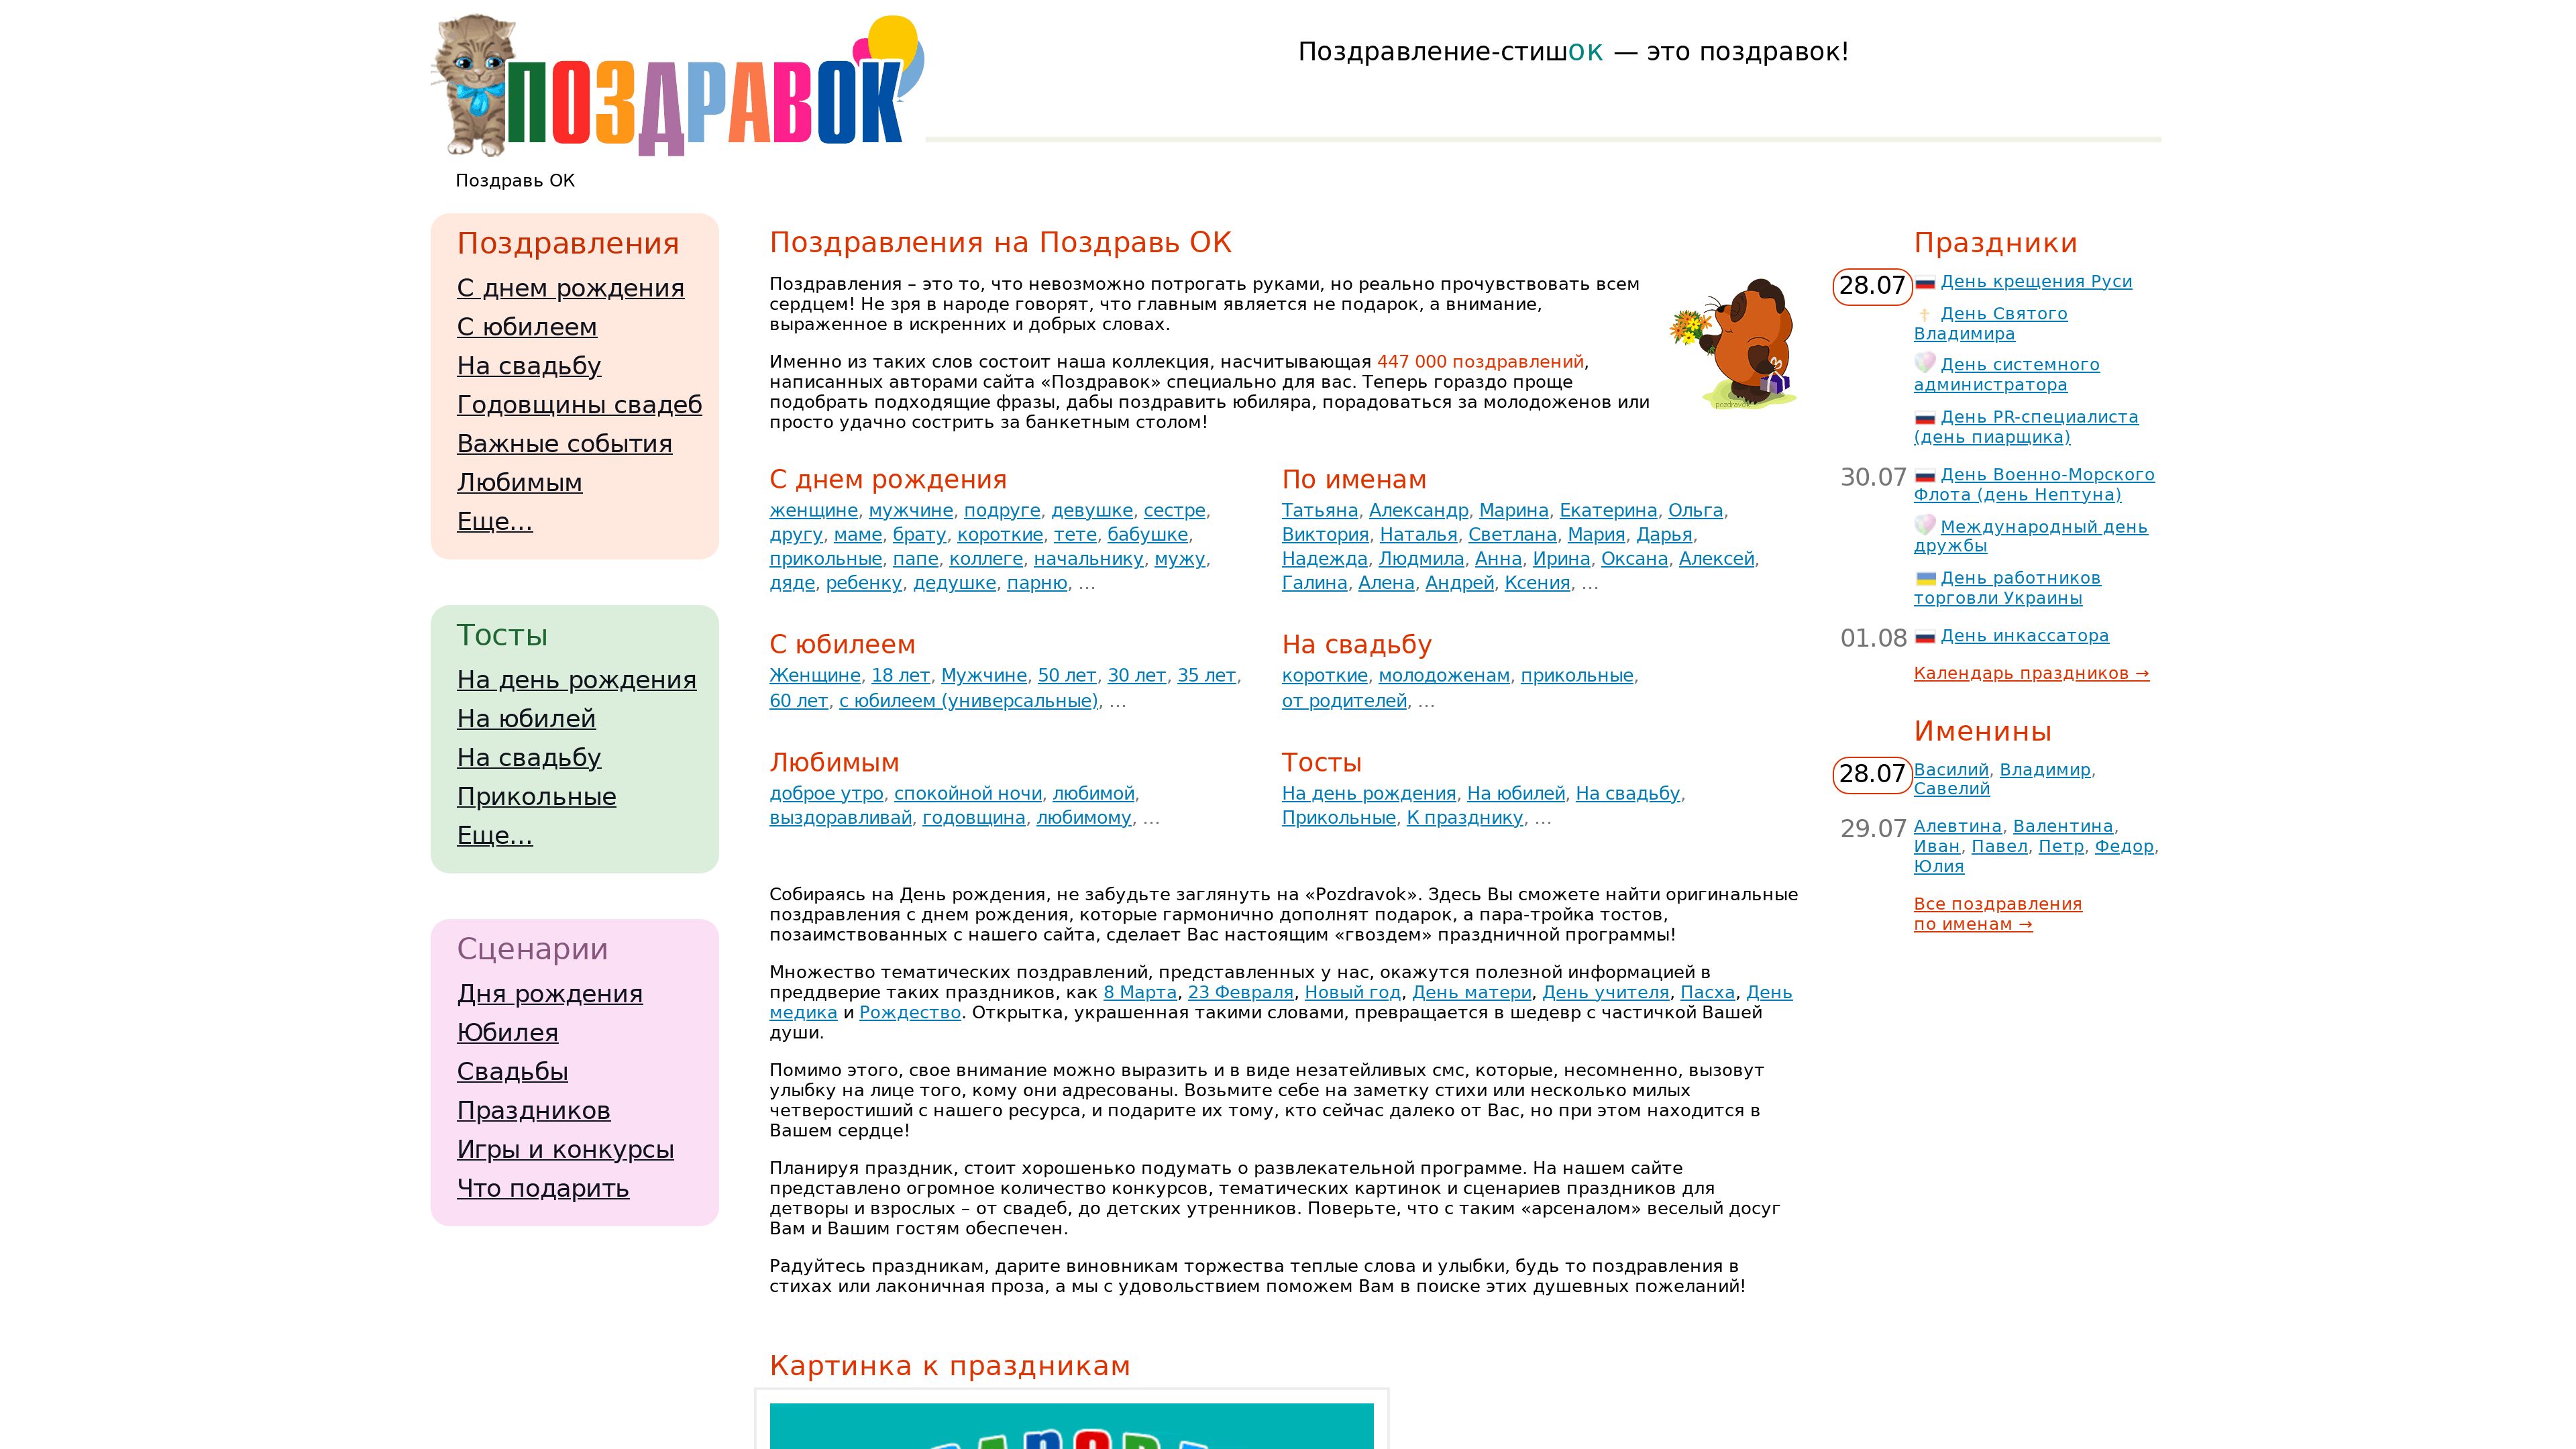 ПОЗДРАВОК
Поздравление-стишок — это поздравок!
Поздравь ОК
Поздравления
С днем рождения
С юбилеем
На свадьбу
Годовщины свадеб
Важные события
Любимым
Еще...
Тосты
На день рождения
На юбилей
На свадьбу
Прикольные
Еще...
Сценарии
Дня рождения
Юбилея
Свадьбы
Праздников
Игры и конкурсы
Что подарить
Поздравления на Поздравь ОК
Поздравления – это то, что невозможно потрогать руками, но реально прочувствовать всем
сердцем! Не зря в народе говорят, что главным является не подарок, а внимание,
выраженное в искренних и добрых словах.
Именно из таких слов состоит наша коллекция, насчитывающая 447 000 поздравлений,
написанных авторами сайта «Поздравок» специально для вас. Теперь гораздо проще
подобрать подходящие фразы, дабы поздравить юбиляра, порадоваться за молодоженов или
просто удачно сострить за банкетным столом!
pozdravok
С днем рождения
женщине, мужчине, подруге, девушке, сестре,
другу, маме, брату, короткие, тете, бабушке,
прикольные, папе, коллеге, начальнику, мужу,
дяде, ребенку, дедушке, парню, ...
По именам
Татьяна, Александр, Марина, Екатерина, Ольга,
Виктория, Наталья, Светлана, Мария, Дарья,
Надежда, Людмила, Анна, Ирина, Оксана, Алексей,
Галина, Алена, Андрей, Ксения, ...
С юбилеем
Женщине, 18 лет, Мужчине, 50 лет, 30 лет, 35 лет,
60 лет, с юбилеем (универсальные), ...
На свадьбу
короткие, молодоженам, прикольные,
от родителей, ...
Любимым
доброе утро, спокойной ночи, любимой,
выздоравливай, годовщина, любимому, ...
Тосты
На день рождения, На юбилей, На свадьбу,
Прикольные, К празднику, ...
Собираясь на День рождения, не забудьте заглянуть на «Pozdravok». Здесь Вы сможете найти оригинальные
поздравления с днем рождения, которые гармонично дополнят подарок, а пара-тройка тостов,
позаимствованных с нашего сайта, сделает Вас настоящим «гвоздем» праздничной программы!
Множество тематических поздравлений, представленных у нас, окажутся полезной информацией в
преддверие таких праздников, как 8 Марта, 23 Февраля, Новый год, День матери, День учителя, Пасха, День
медика и Рождество. Открытка, украшенная такими словами, превращается в шедевр с частичкой Вашей
души.
Помимо этого, свое внимание можно выразить и в виде незатейливых смс, которые, несомненно, вызовут
улыбку на лице того, кому они адресованы. Возьмите себе на заметку стихи или несколько милых
четверостиший с нашего ресурса, и подарите их тому, кто сейчас далеко от Вас, но при этом находится в
Вашем сердце!
Планируя праздник, стоит хорошенько подумать о развлекательной программе. На нашем сайте
представлено огромное количество конкурсов, тематических картинок и сценариев праздников для
детворы и взрослых – от свадеб, до детских утренников. Поверьте, что с таким «арсеналом» веселый досуг
Вам и Вашим гостям обеспечен.
Радуйтесь праздникам, дарите виновникам торжества теплые слова и улыбки, будь то поздравления в
стихах или лаконичная проза, а мы с удовольствием поможем Вам в поиске этих душевных пожеланий!
Картинка к праздникам
Праздники
28.07 День крещения Руси
День Святого
Владимира
День системного
администратора
День PR-специалиста
(день пиарщика)
30.07 День Военно-Морского
Флота (день Нептуна)
Международный день
дружбы
День работников
торговли Украины
01.08 День инкассатора
Календарь праздников →
Именины
28.07 Василий, Владимир,
Савелий
29.07 Алевтина, Валентина,
Иван, Павел, Петр, Федор,
Юлия
Все поздравления
по именам →